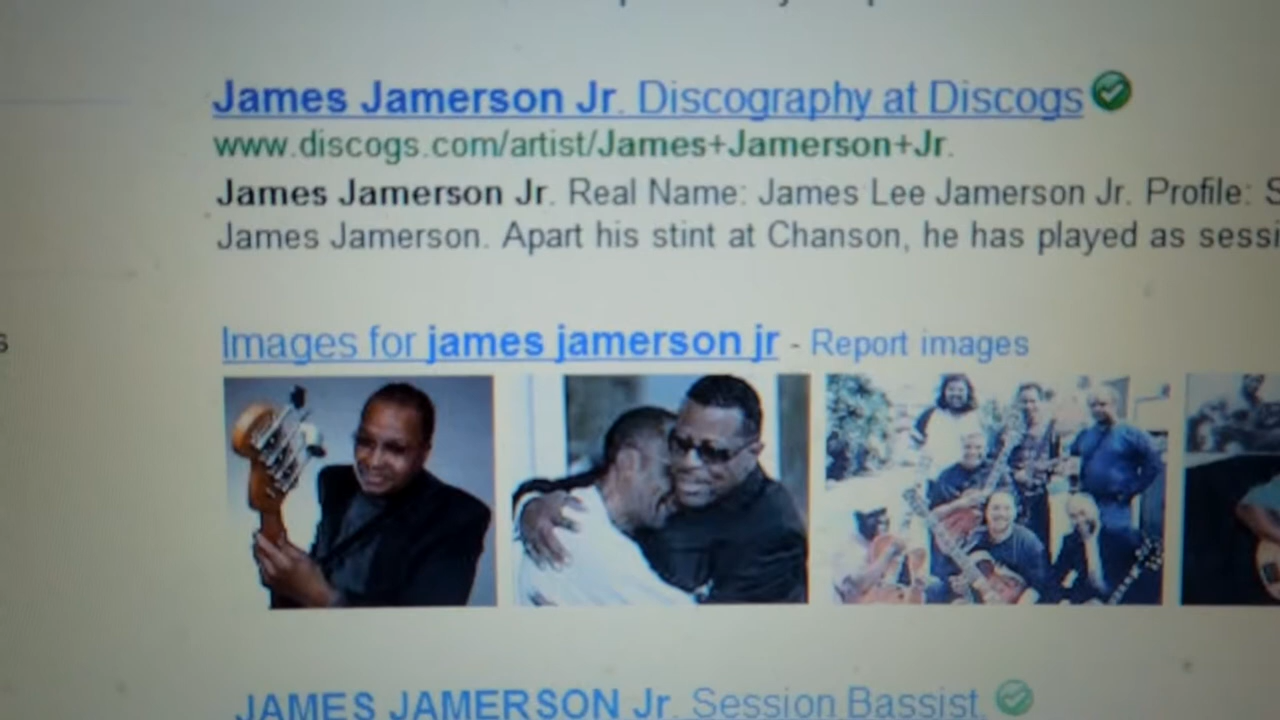 James Jamerson Jr. Discography at Discogs
www.discogs.com/artist/James+Jamerson+Jr.
James Jamerson Jr. Real Name: James Lee Jamerson Jr. Profile: S
James Jamerson. Apart his stint at Chanson, he has played as sessi
s
Images for james jamerson jr - Report images
JAMES JAMERSON Jr. Session Bassist.